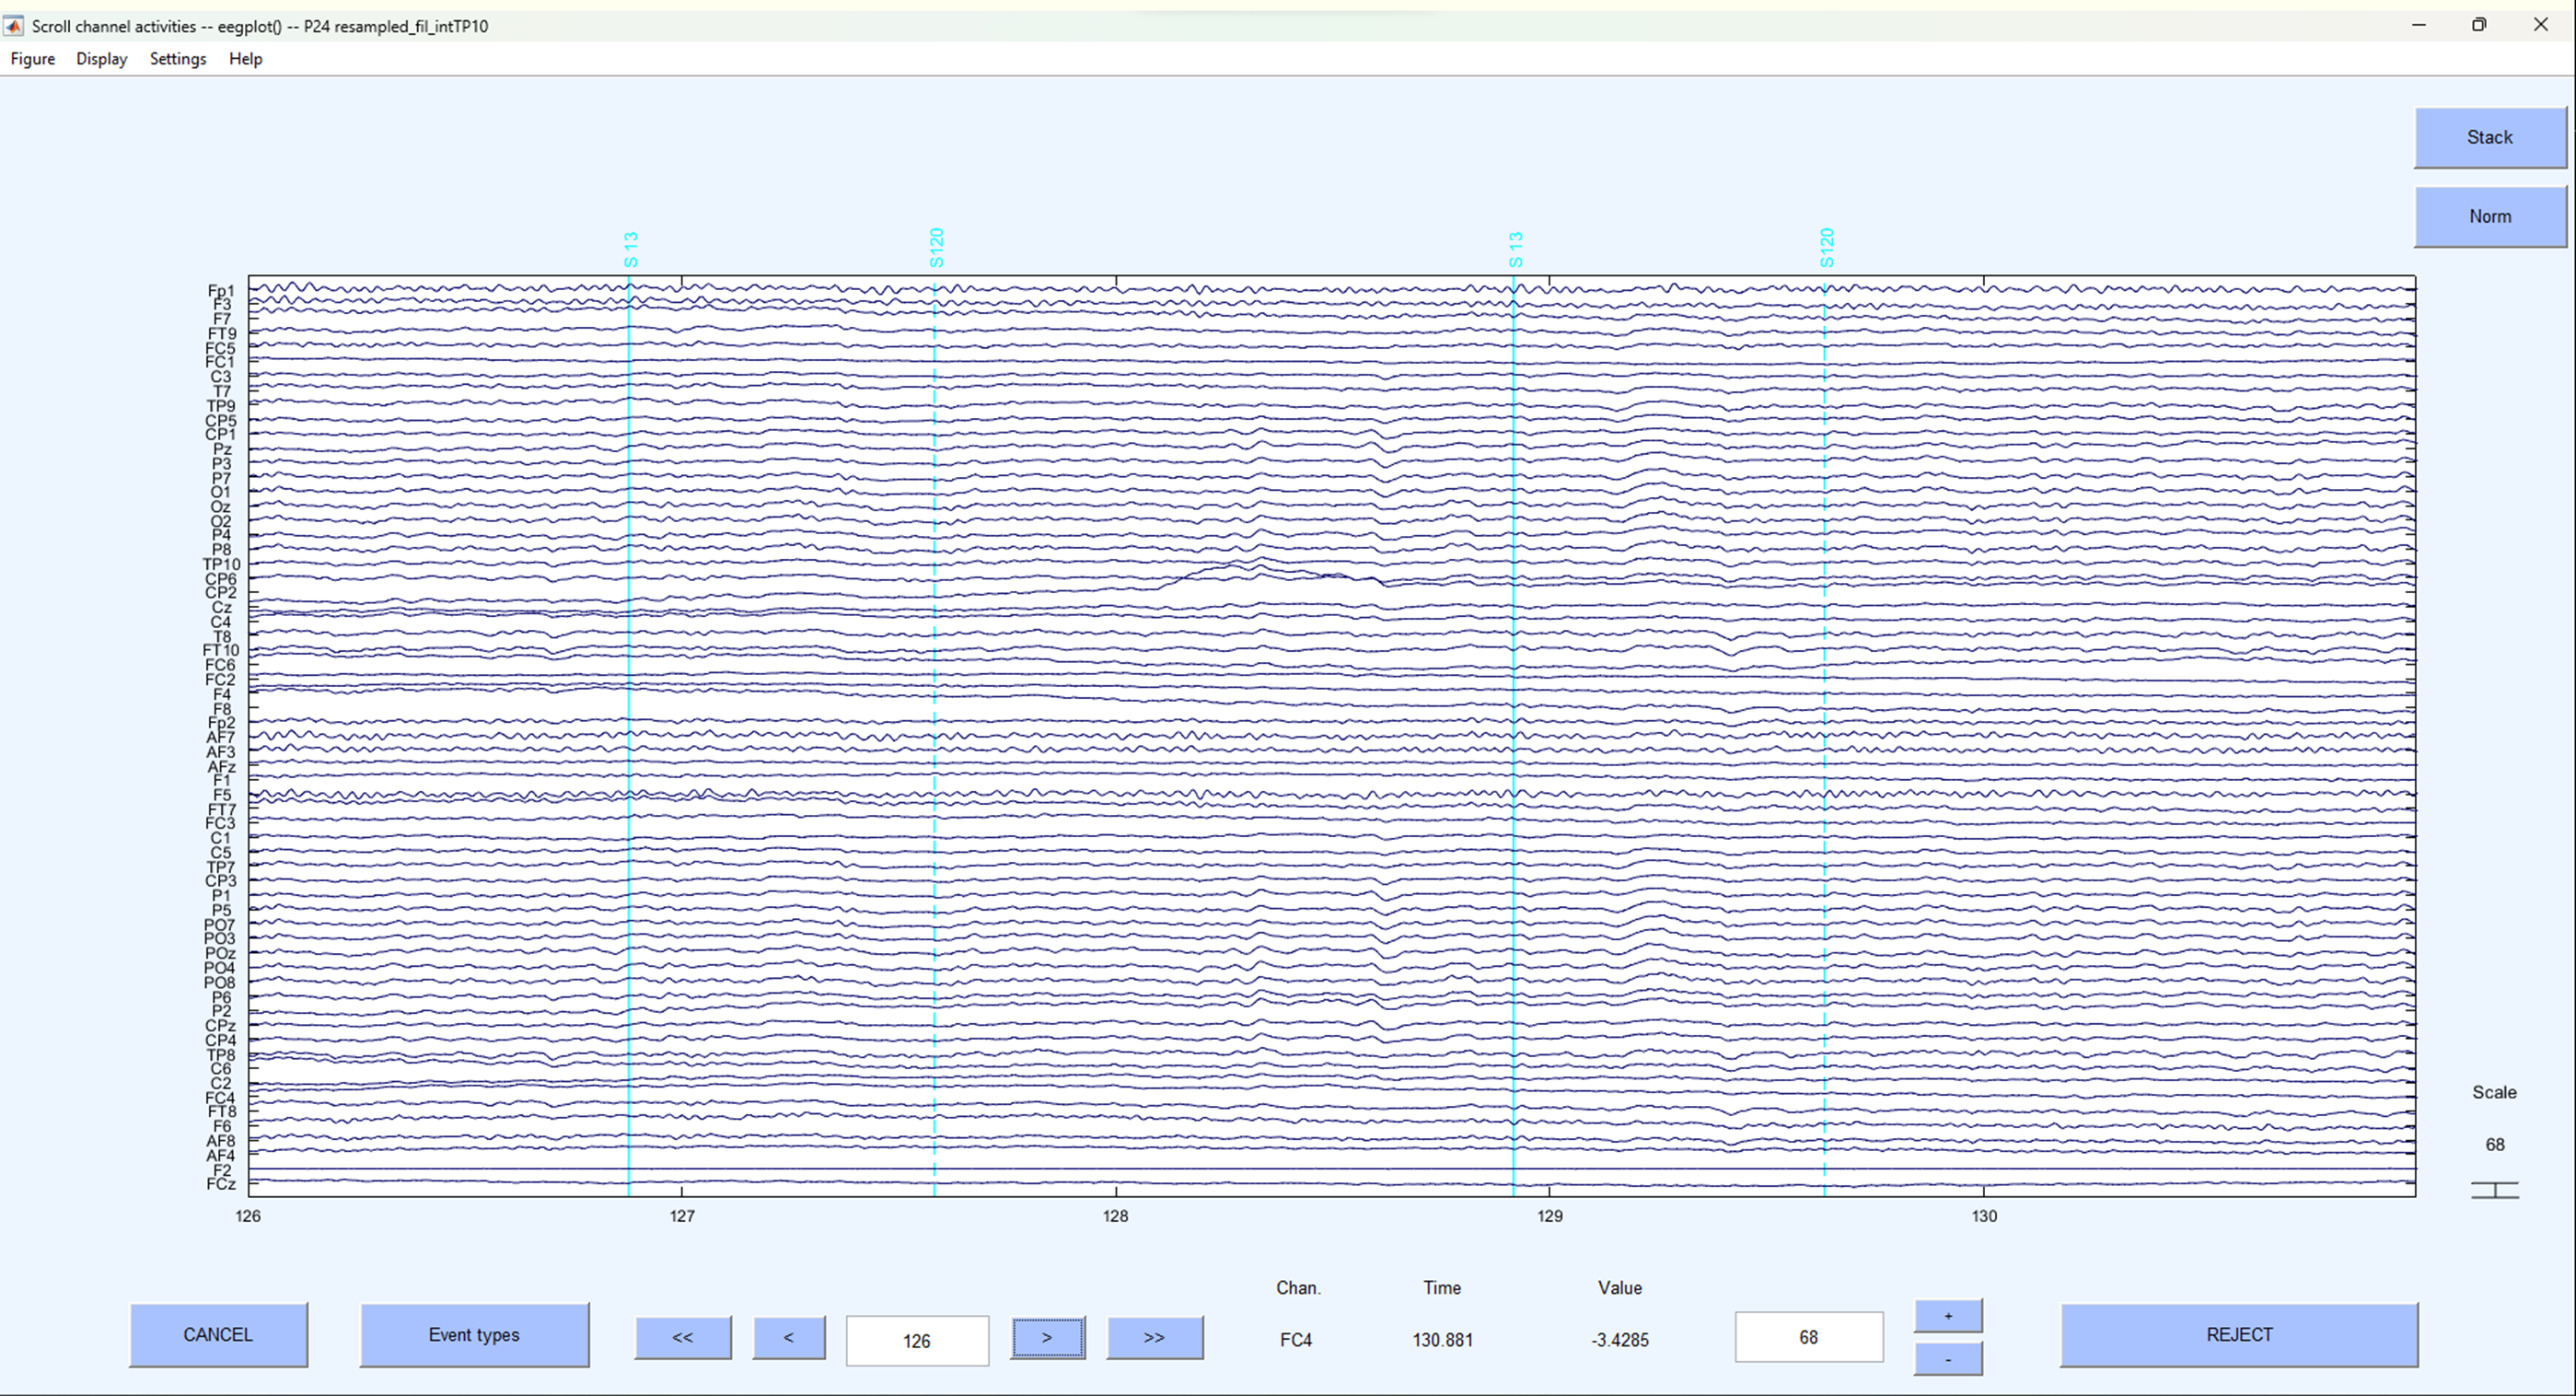 Scroll channel activities -- eegplot() -- P24 resampled_fil_intTP10
Figure Display Settings Help
Stack
Norm
S 13 S120 S 13 S120
Fp1
F3
F7
FT9
FC5
FC1
C3
T7
TP9
CP5
CP1
Pz
P3
P7
O1
Oz
O2
P4
P8
TP10
CP6
CP2
Cz
C4
T8
FT10
FC6
FC2
F4
F8
Fp2
AF7
AF3
AFz
F1
F5
FT7
FC3
C1
C5
TP7
CP3
P1
P5
PO7
PO3
POz
PO4
PO8
P6
P2
CPz
CP4
TP8
C6
C2
FC4
FT8
F6
AF8
AF4
F2
FCz
126 127 128 129 130
Scale
68
Chan. Time Value
FC4 130.881 -3.4285
CANCEL Event types << < 126 > >> 68 + - REJECT